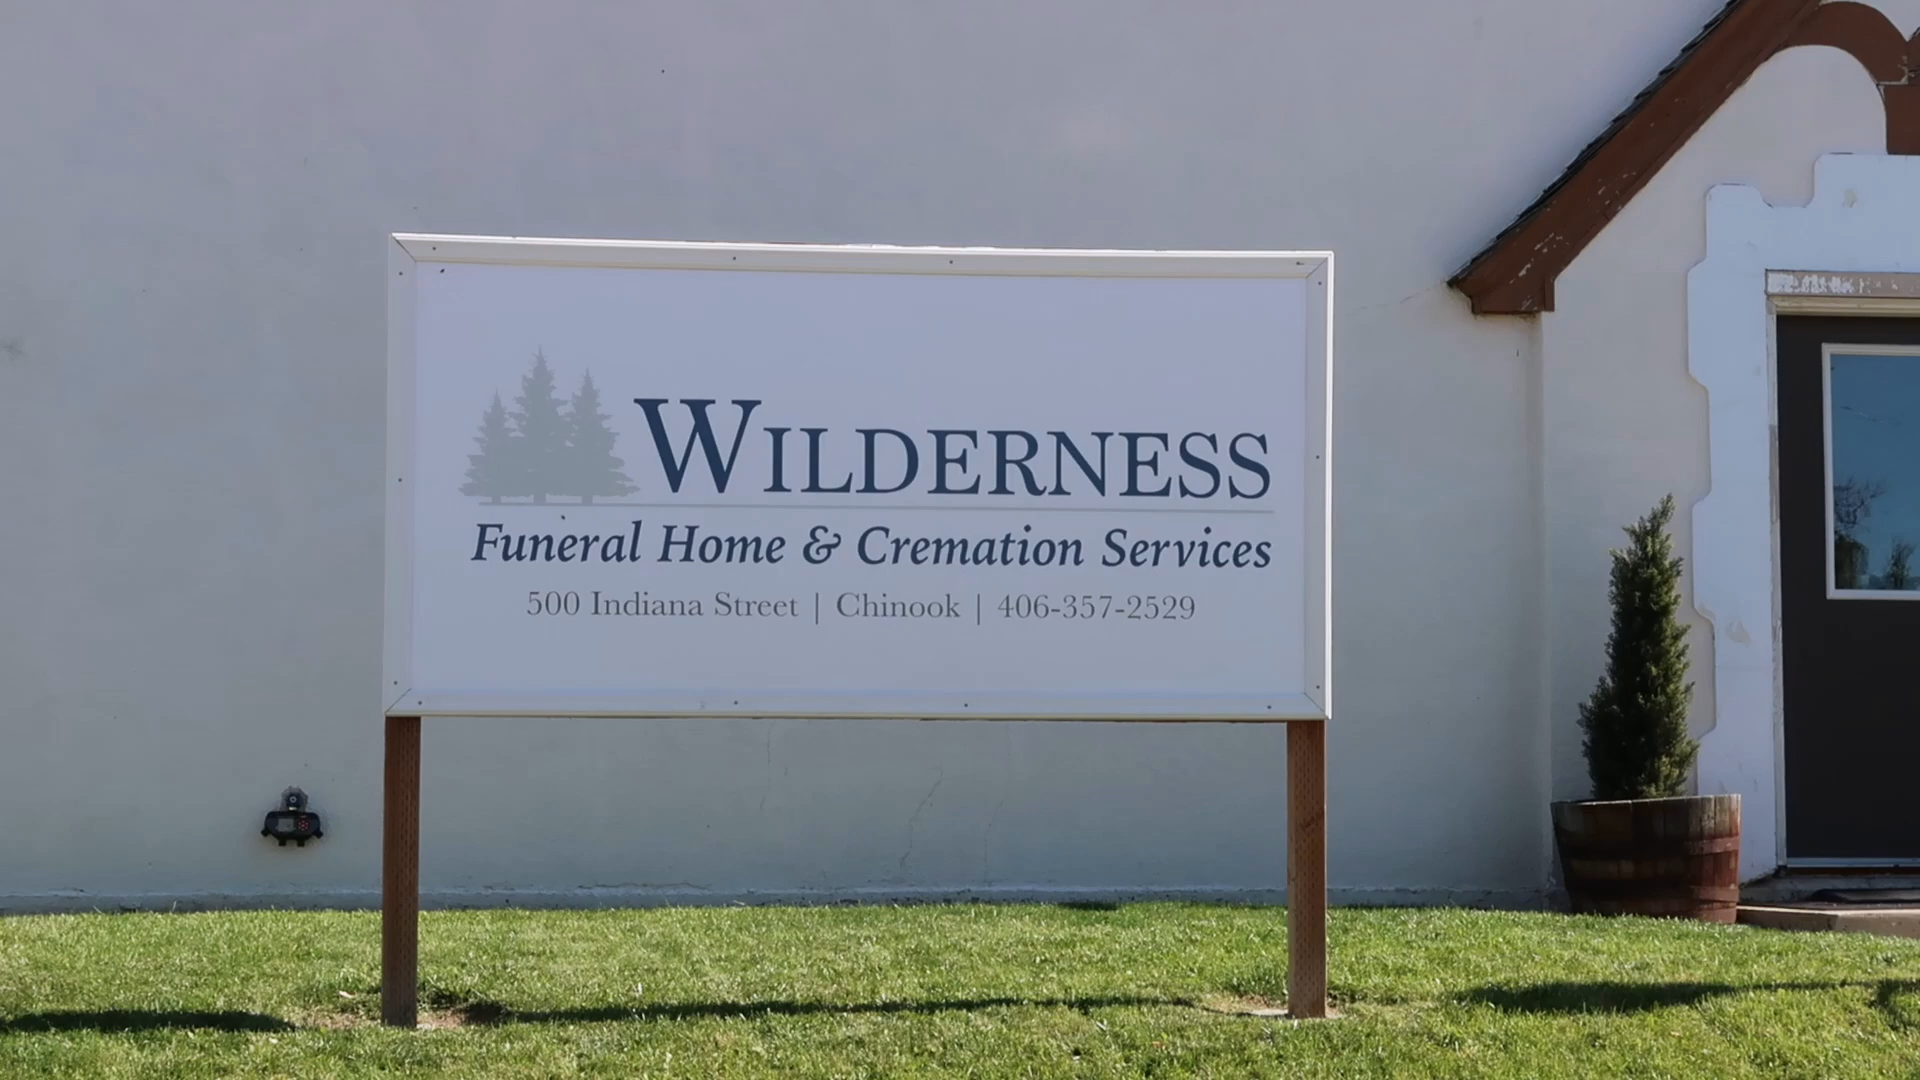 WILDERNESS
Funeral Home & Cremation Services
500 Indiana Street | Chinook | 406-357-2529